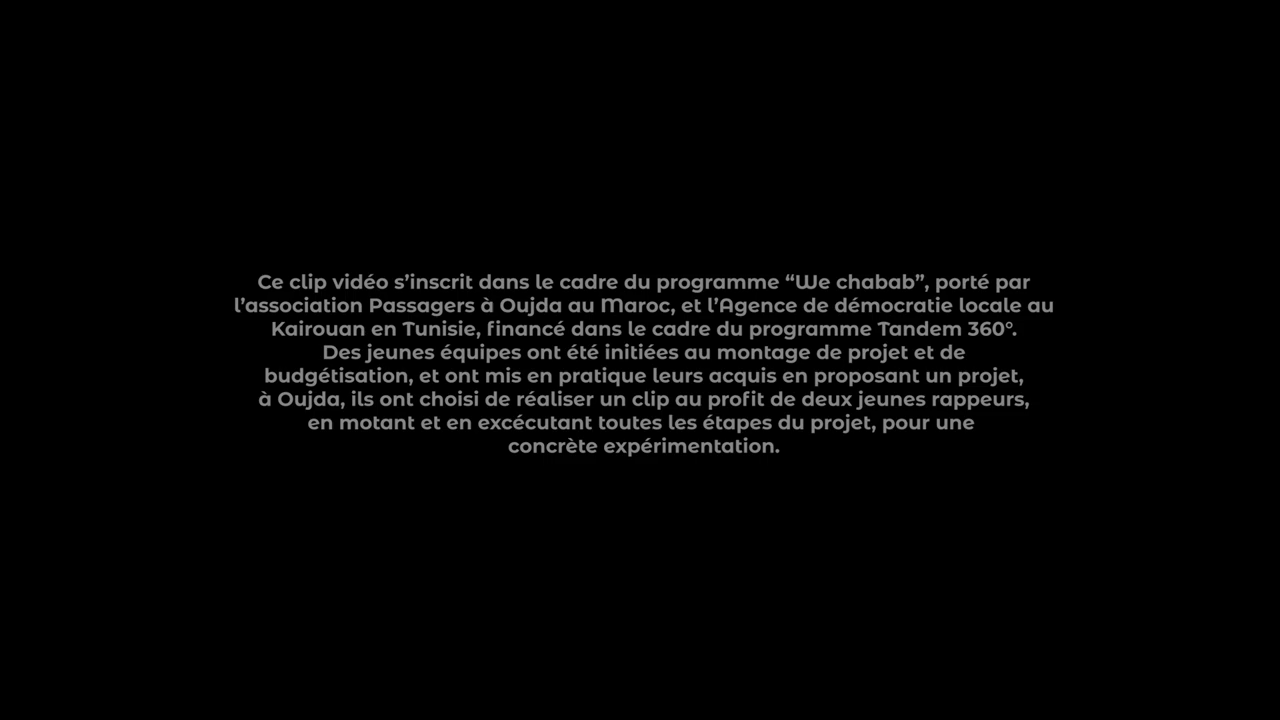 Ce clip vidéo s’inscrit dans le cadre du programme “We chabab”, porté par
l’association Passagers à Oujda au Maroc, et l’Agence de démocratie locale au
Kairouan en Tunisie, financé dans le cadre du programme Tandem 360°.
Des jeunes équipes ont été initiées au montage de projet et de
budgétisation, et ont mis en pratique leurs acquis en proposant un projet,
à Oujda, ils ont choisi de réaliser un clip au profit de deux jeunes rappeurs,
en motant et en excécutant toutes les étapes du projet, pour une
concrète expérimentation.